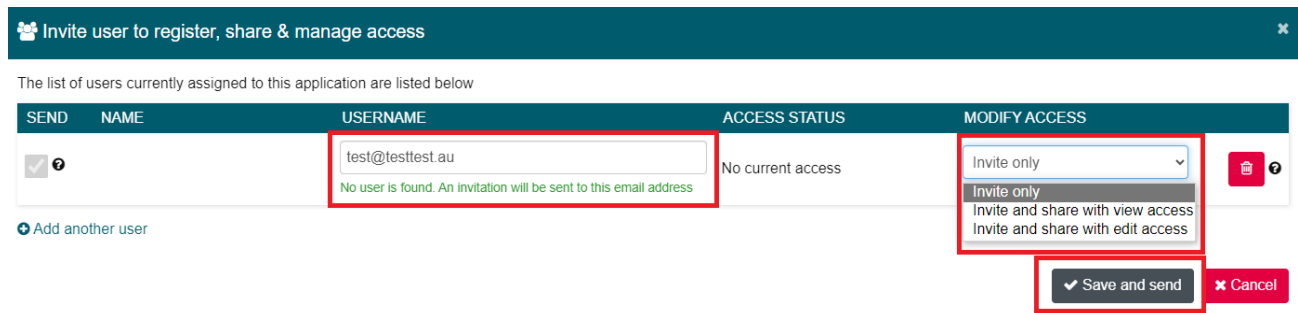 Invite user to register, share & manage access
The list of users currently assigned to this application are listed below
SEND NAME USERNAME ACCESS STATUS MODIFY ACCESS
test@testtest.au
No user is found. An invitation will be sent to this email address
No current access
Invite only
Invite only
Invite and share with view access
Invite and share with edit access
Add another user
Save and send
Cancel